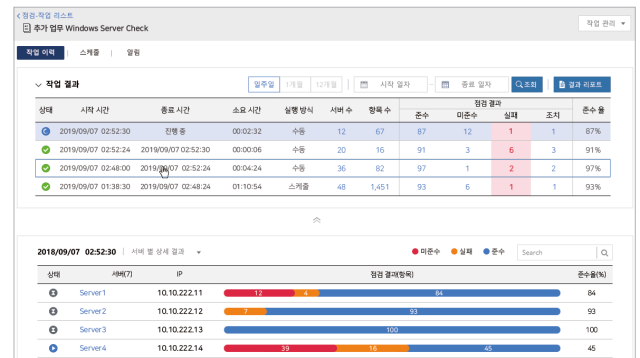 < 점검-작업 리스트
추가 업무 Windows Server Check
작업 관리
작업 이력 | 스케줄 | 알림
작업 결과
일주일 1개월 12개월 시작 일자 - 종료 일자 조회 결과 리포트
상태 시작 시간 종료 시간 소요 시간 실행 방식 서버 수 항목 수 점검 결과 준수 율
준수 미준수 실패 조치
2019/09/07 02:52:30 진행 중 00:02:32 수동 12 67 87 12 1 1 87%
2019/09/07 02:52:24 2019/09/07 02:52:30 00:00:06 수동 20 16 91 3 6 3 91%
2019/09/07 02:48:00 2019/09/07 02:52:24 00:04:24 수동 36 82 97 1 2 2 97%
2019/09/07 01:38:30 2019/09/07 02:48:24 01:10:54 스케줄 48 1,451 93 6 1 1 93%
2018/09/07 02:52:30 | 서버 별 상세 결과 미준수 실패 준수 Search
상태 서버(7) IP 점검 결과(항목) 준수율(%)
Server1 10.10.222.11 12 4 84 84
Server2 10.10.222.12 7 93 93
Server3 10.10.222.13 100 100
Server4 10.10.222.14 39 16 45 45